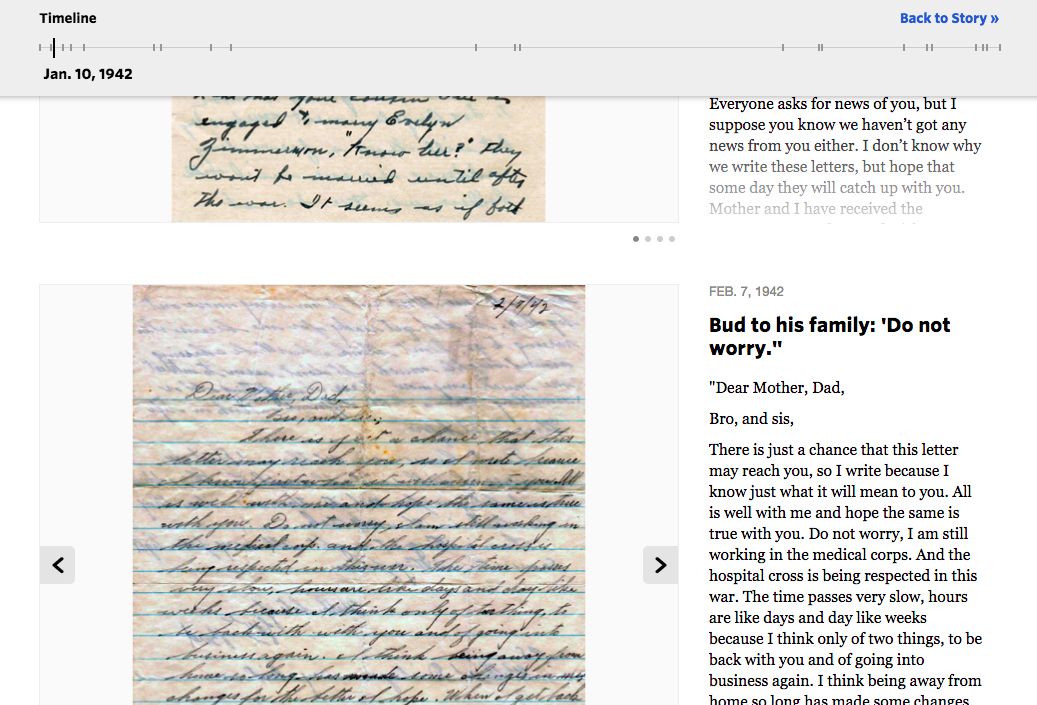 Timeline
Back to Story »
Jan. 10, 1942
your cousin is
engaged to marry Evelyn
Zimmerman, "Know her?" They
won't be married until after
the war. It seems as if both
Everyone asks for news of you, but I
suppose you know we haven't got any
news from you either. I don't know why
we write these letters, but hope that
some day they will catch up with you.
Mother and I have received the
2/7/42
Dear Mother, Dad,
Bro, and sis,
There is just a chance that this
letter may reach you, so I write because
I know just what it will mean to you. All
is well with me and hope the same is true
with you. Do not worry, I am still working in
the medical corp. and the hospital cross is
being respected in this war. The time passes
very slow, hours are like days and day like
weeks because I think only of two things, to
be back with with you and of going into
business again. I think being away from
home so long has made some changes in my
changes for the better I hope. When I get back
FEB. 7, 1942
Bud to his family: 'Do not
worry."
"Dear Mother, Dad,
Bro, and sis,
There is just a chance that this letter
may reach you, so I write because I
know just what it will mean to you. All
is well with me and hope the same is
true with you. Do not worry, I am still
working in the medical corps. And the
hospital cross is being respected in this
war. The time passes very slow, hours
are like days and day like weeks
because I think only of two things, to be
back with you and of going into
business again. I think being away from
home so long has made some changes